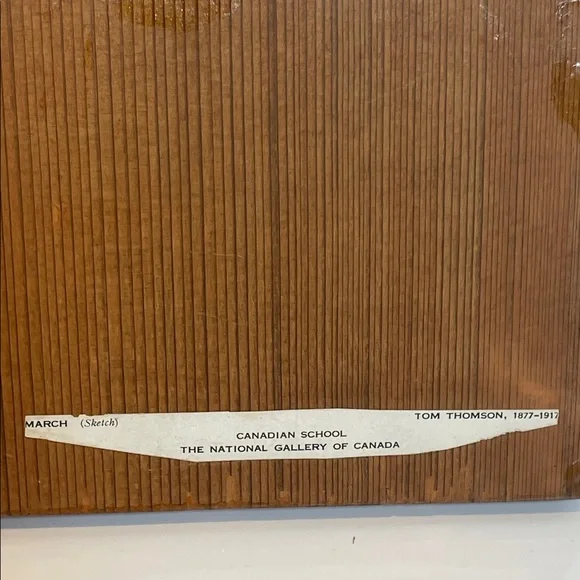 MARCH (Sketch) TOM THOMSON, 1877-1917
CANADIAN SCHOOL
THE NATIONAL GALLERY OF CANADA